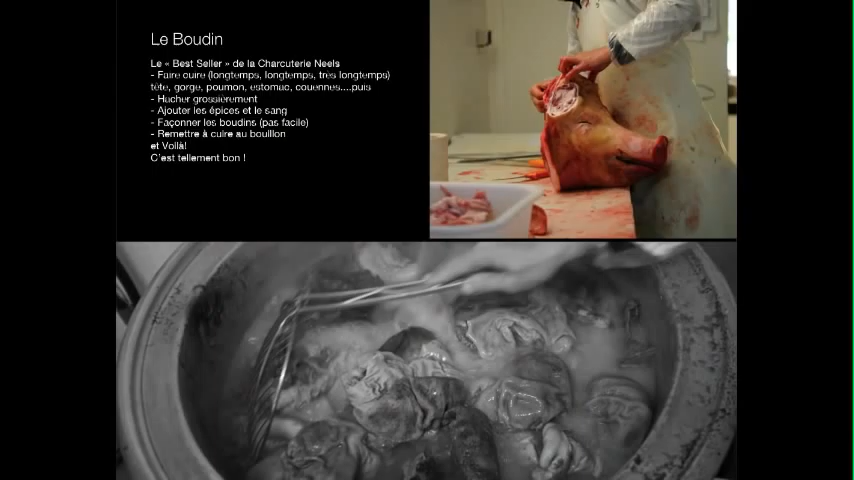 Le Boudin
Le « Best Seller » de la Charcuterie Neels
- Faire cuire (longtemps, longtemps, très longtemps)
tête, gorge, poumon, estomac, couennes....puis
- Hacher grossièrement
- Ajouter les épices et le sang
- Façonner les boudins (pas facile)
- Remettre à cuire au bouillon
et Voilà!
C'est tellement bon !